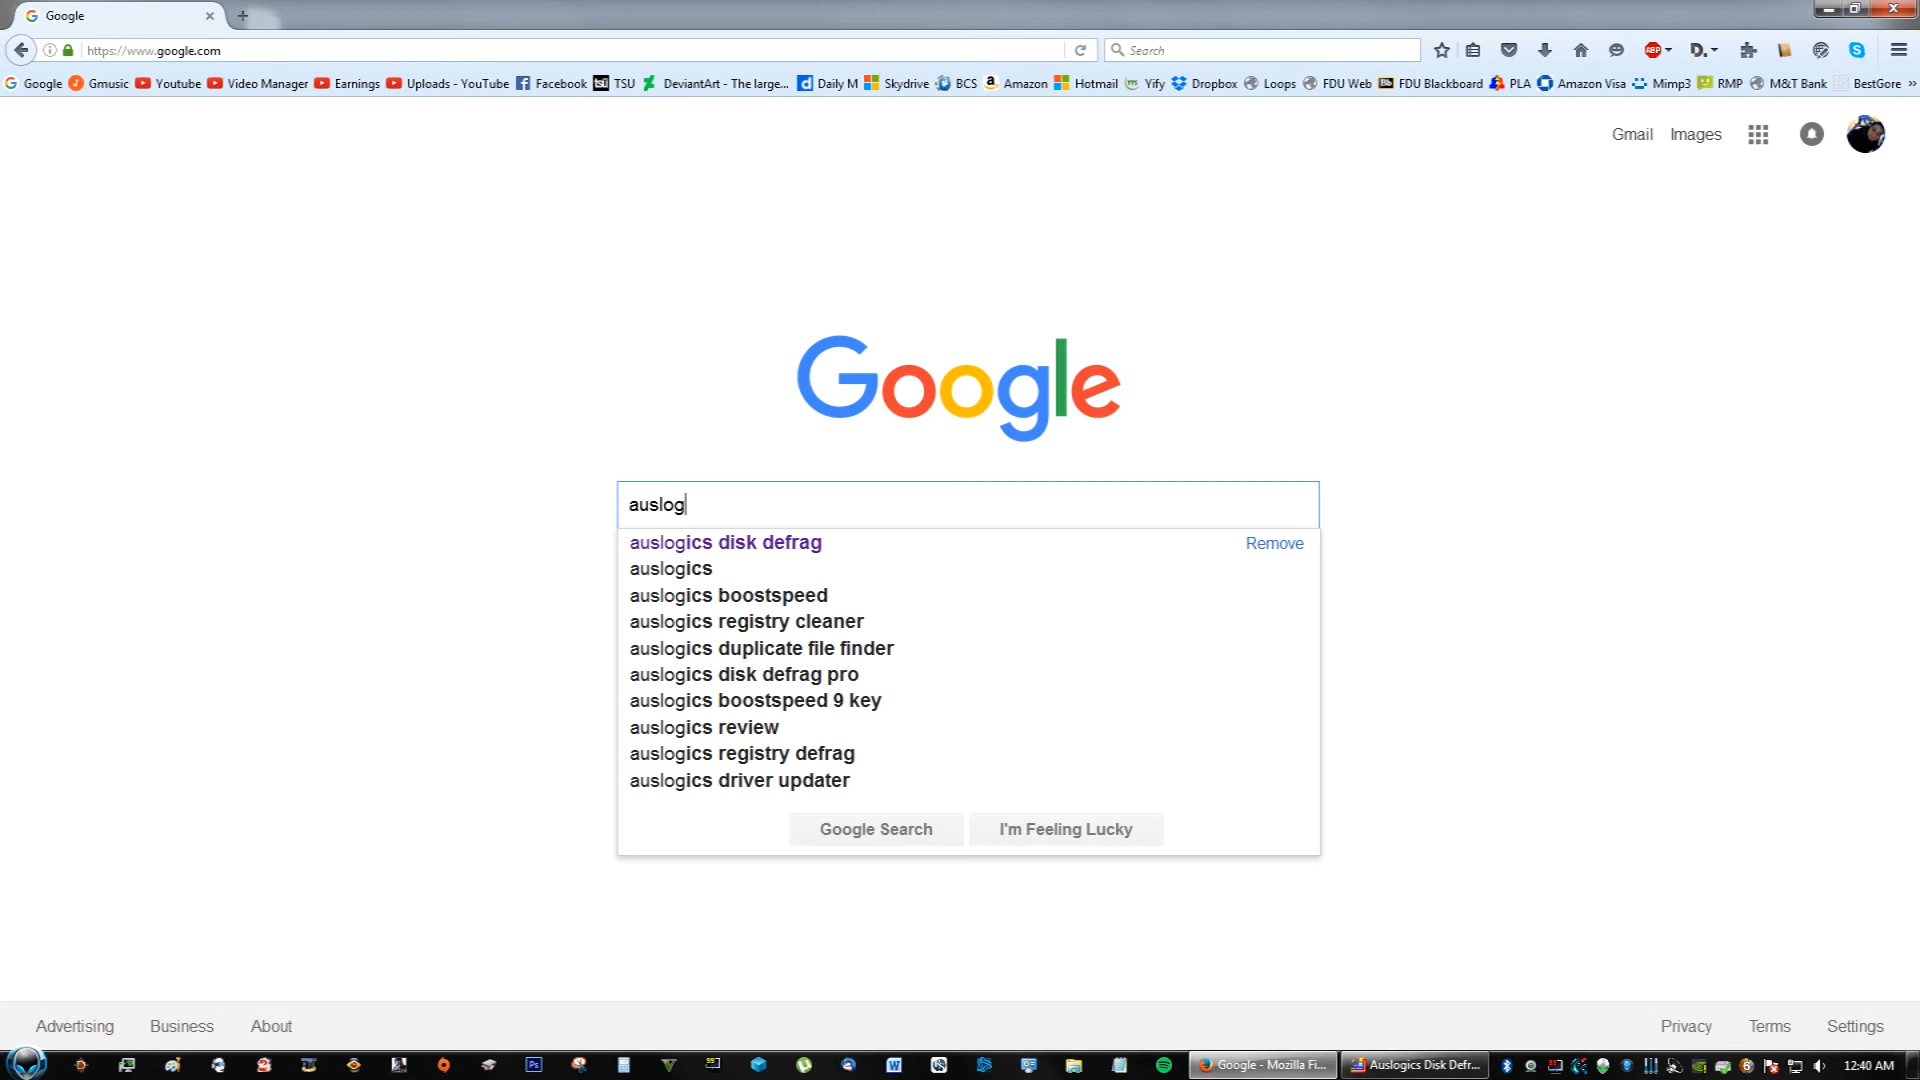 Google
https://www.google.com
Search
ABP
D.
Google Gmusic Youtube Video Manager Earnings Uploads - YouTube Facebook tsū TSU DeviantArt - The large... Daily M Skydrive BCS Amazon Hotmail Yify Dropbox Loops FDU Web Bb FDU Blackboard PLA Amazon Visa Mimp3 RMP M&T Bank BestGore »
Gmail Images
Google
auslog
auslogics disk defrag Remove
auslogics
auslogics boostspeed
auslogics registry cleaner
auslogics duplicate file finder
auslogics disk defrag pro
auslogics boostspeed 9 key
auslogics review
auslogics registry defrag
auslogics driver updater
Google Search I'm Feeling Lucky
Advertising Business About Privacy Terms Settings
Ps Google - Mozilla Fi... Auslogics Disk Defr... 12:40 AM